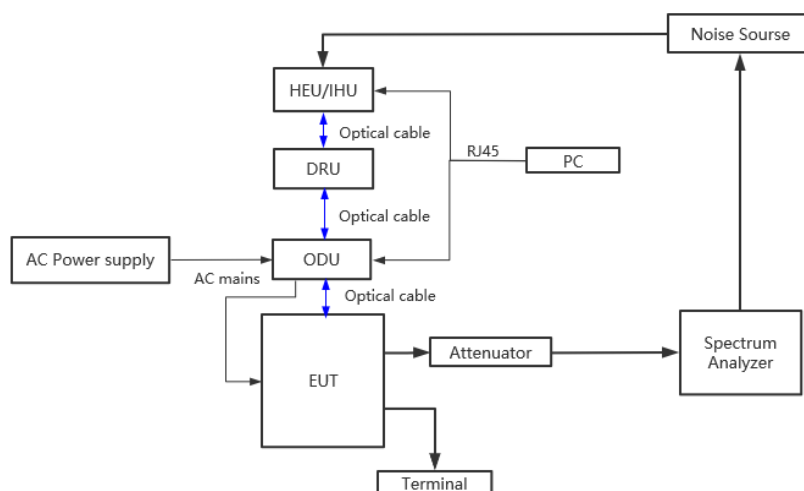 Noise Sourse
HEU/IHU
Optical cable
RJ45
PC
DRU
Optical cable
AC Power supply
ODU
AC mains
Optical cable
EUT
Attenuator
Spectrum
Analyzer
Terminal